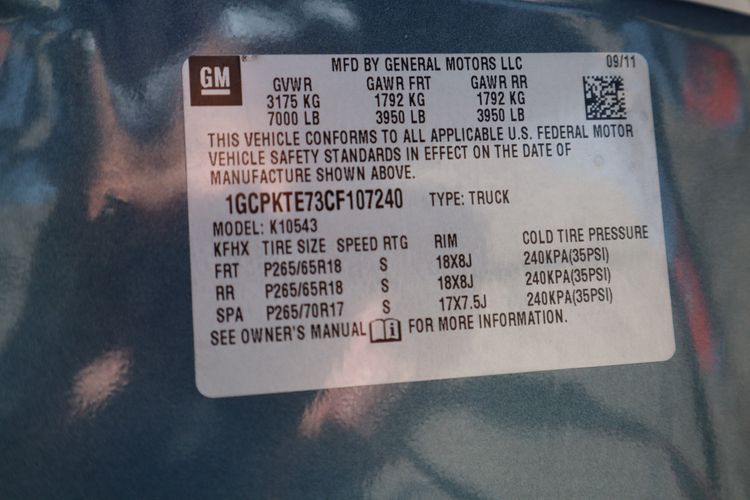 GM
MFD BY GENERAL MOTORS LLC 09/11
GVWR GAWR FRT GAWR RR
3175 KG 1792 KG 1792 KG
7000 LB 3950 LB 3950 LB
THIS VEHICLE CONFORMS TO ALL APPLICABLE U.S. FEDERAL MOTOR
VEHICLE SAFETY STANDARDS IN EFFECT ON THE DATE OF
MANUFACTURE SHOWN ABOVE.
1GCPKTE73CF107240 TYPE: TRUCK
MODEL: K10543
KFHX TIRE SIZE SPEED RTG RIM COLD TIRE PRESSURE
FRT P265/65R18 S 18X8J 240KPA(35PSI)
RR P265/65R18 S 18X8J 240KPA(35PSI)
SPA P265/70R17 S 17X7.5J 240KPA(35PSI)
SEE OWNER'S MANUAL i FOR MORE INFORMATION.